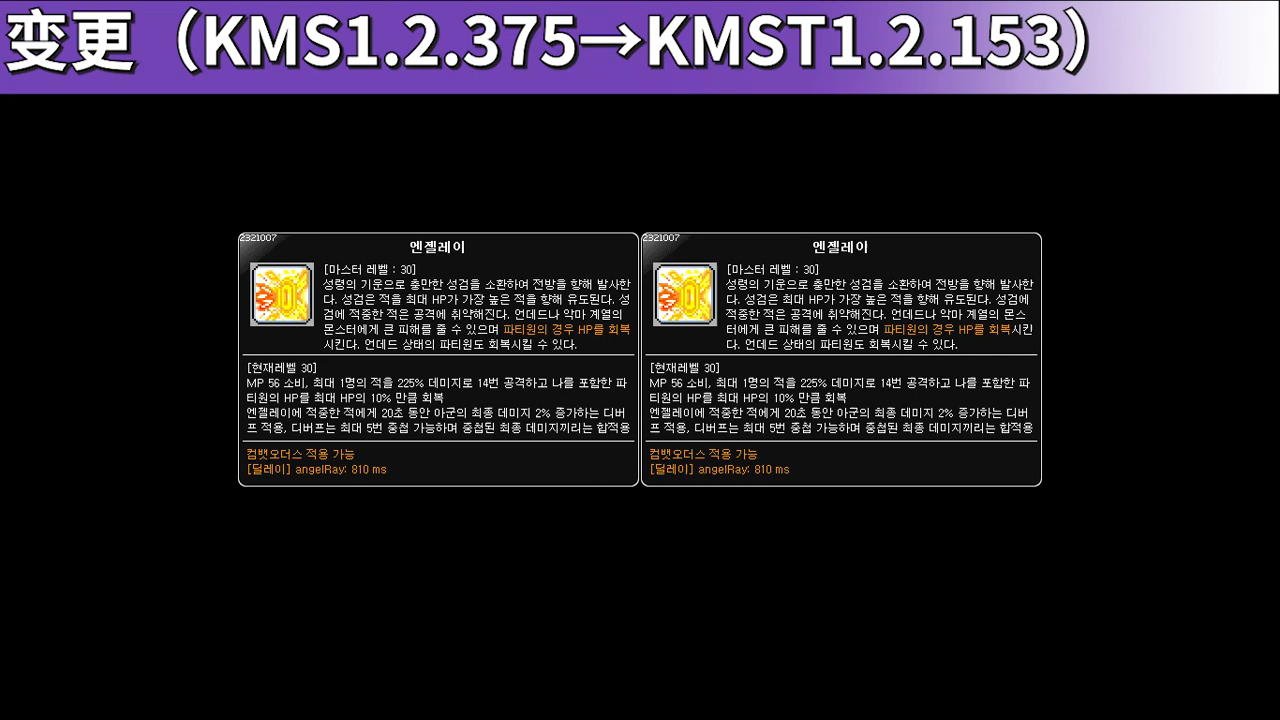 变更（KMS1.2.375→KMST1.2.153）
2321007
엔젤레이
[마스터 레벨 : 30]
성령의 기운으로 충만한 성검을 소환하여 전방을 향해 발사한
다. 성검은 적을 최대 HP가 가장 높은 적을 향해 유도된다. 성
검에 적중한 적은 공격에 취약해진다. 언데드나 악마 계열의
몬스터에게 큰 피해를 줄 수 있으며 파티원의 경우 HP를 회복
시킨다. 언데드 상태의 파티원도 회복시킬 수 있다.
[현재레벨 30]
MP 56 소비, 최대 1명의 적을 225% 데미지로 14번 공격하고 나를 포함한 파
티원의 HP를 최대 HP의 10% 만큼 회복
엔젤레이에 적중한 적에게 20초 동안 아군의 최종 데미지 2% 증가하는 디버
프 적용, 디버프는 최대 5번 중첩 가능하며 중첩된 최종 데미지끼리는 합적용
컴뱃오더스 적용 가능
[딜레이] angelRay: 810 ms
2321007
엔젤레이
[마스터 레벨 : 30]
성령의 기운으로 충만한 성검을 소환하여 전방을 향해 발사한
다. 성검은 최대 HP가 가장 높은 적을 향해 유도된다. 성검에
적중한 적은 공격에 취약해진다. 언데드나 악마 계열의 몬스
터에게 큰 피해를 줄 수 있으며 파티원의 경우 HP를 회복시킨
다. 언데드 상태의 파티원도 회복시킬 수 있다.
[현재레벨 30]
MP 56 소비, 최대 1명의 적을 225% 데미지로 14번 공격하고 나를 포함한 파
티원의 HP를 최대 HP의 10% 만큼 회복
엔젤레이에 적중한 적에게 20초 동안 아군의 최종 데미지 2% 증가하는 디버
프 적용, 디버프는 최대 5번 중첩 가능하며 중첩된 최종 데미지끼리는 합적용
컴뱃오더스 적용 가능
[딜레이] angelRay: 810 ms